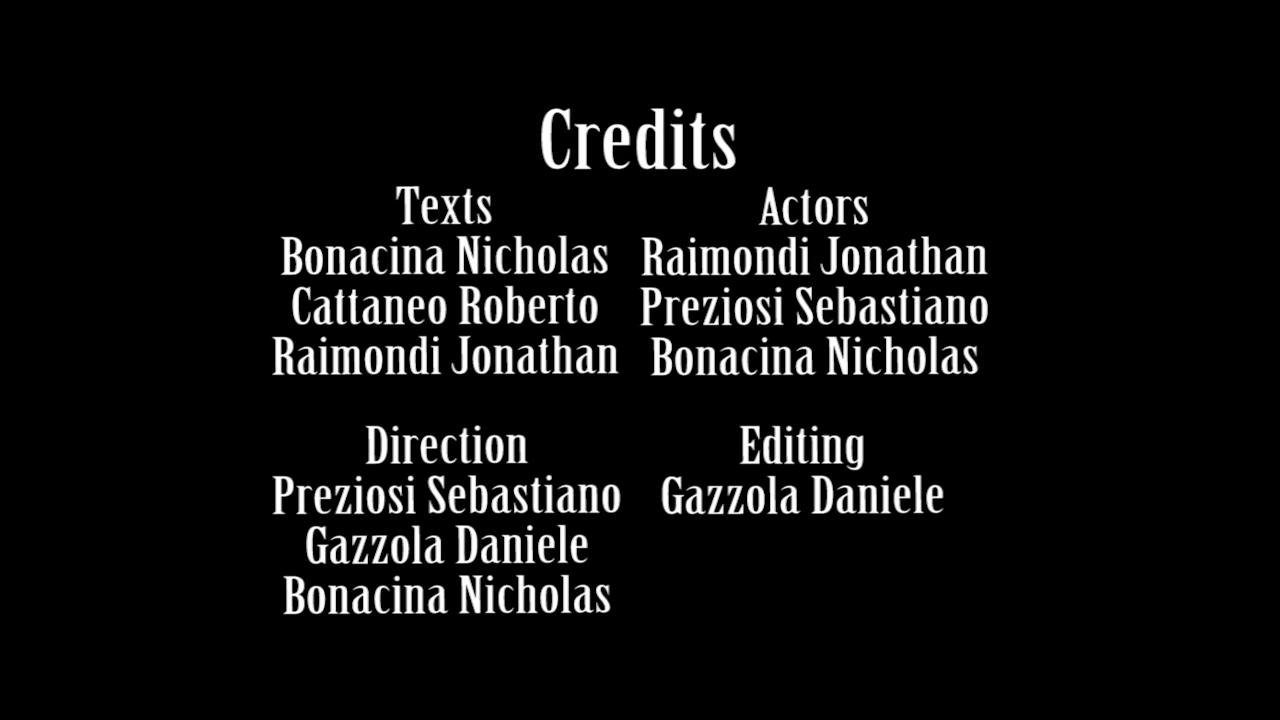 Credits
Texts
Bonacina Nicholas
Cattaneo Roberto
Raimondi Jonathan
Actors
Raimondi Jonathan
Preziosi Sebastiano
Bonacina Nicholas
Direction
Preziosi Sebastiano
Gazzola Daniele
Bonacina Nicholas
Editing
Gazzola Daniele